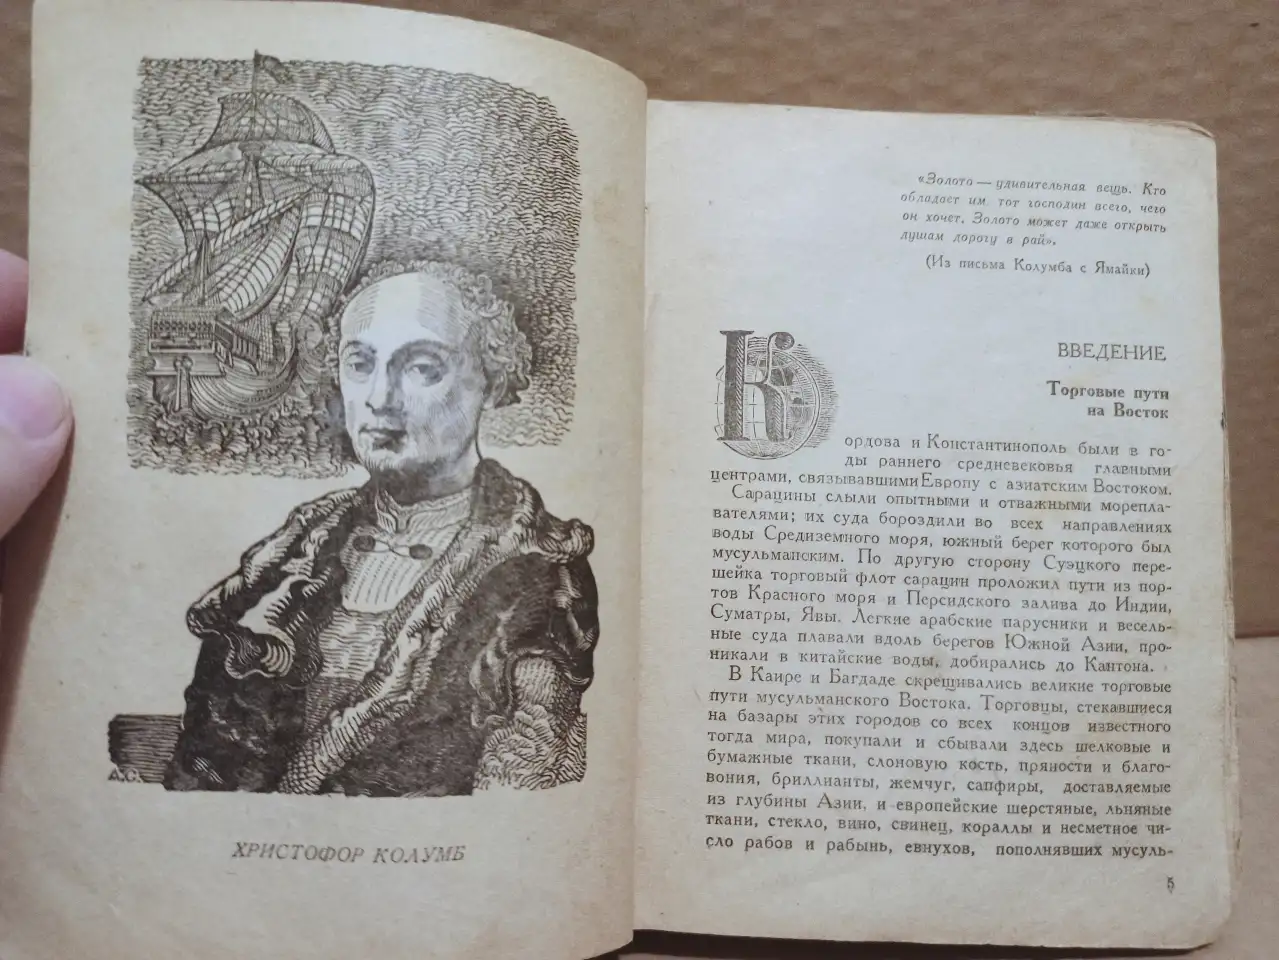 А.С.
ХРИСТОФОР КОЛУМБ
«Золото — удивительная вещь. Кто
обладает им тот господин всего, чего
он хочет. Золото может даже открыть
душам дорогу в рай».
(Из письма Колумба с Ямайки)
ВВЕДЕНИЕ
Торговые пути
на Восток
Кордова и Константинополь были в го-
ды раннего средневековья главными
центрами, связывавшими Европу с азиатским Востоком.
Сарацины слыли опытными и отважными морепла-
вателями; их суда бороздили во всех направлениях
воды Средиземного моря, южный берег которого был
мусульманским. По другую сторону Суэцкого пере-
шейка торговый флот сарацин проложил пути из пор-
тов Красного моря и Персидского залива до Индии,
Суматры, Явы. Легкие арабские парусники и весель-
ные суда плавали вдоль берегов Южной Азии, про-
никали в китайские воды, добирались до Кантона.
В Каире и Багдаде скрещивались великие торговые
пути мусульманского Востока. Торговцы, стекавшиеся
на базары этих городов со всех концов известного
тогда мира, покупали и сбывали здесь шелковые и
бумажные ткани, слоновую кость, пряности и благо-
вония, бриллианты, жемчуг, сапфиры, доставляемые
из глубины Азии, и европейские шерстяные, льняные
ткани, стекло, вино, свинец, кораллы и несметное чи-
сло рабов и рабынь, евнухов, пополнявших мусуль-
5